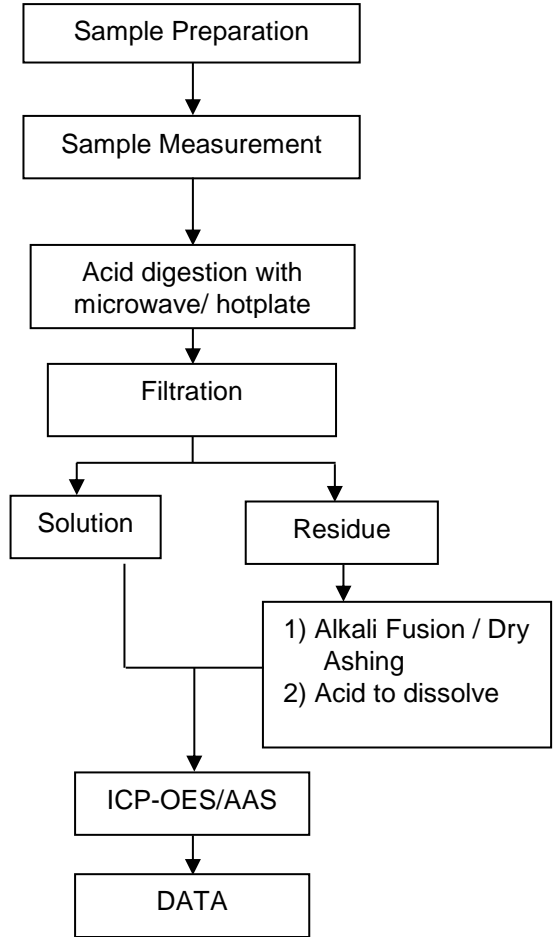 Sample Preparation
Sample Measurement
Acid digestion with
microwave/ hotplate
Filtration
Solution
Residue
1) Alkali Fusion / Dry
Ashing
2) Acid to dissolve
ICP-OES/AAS
DATA